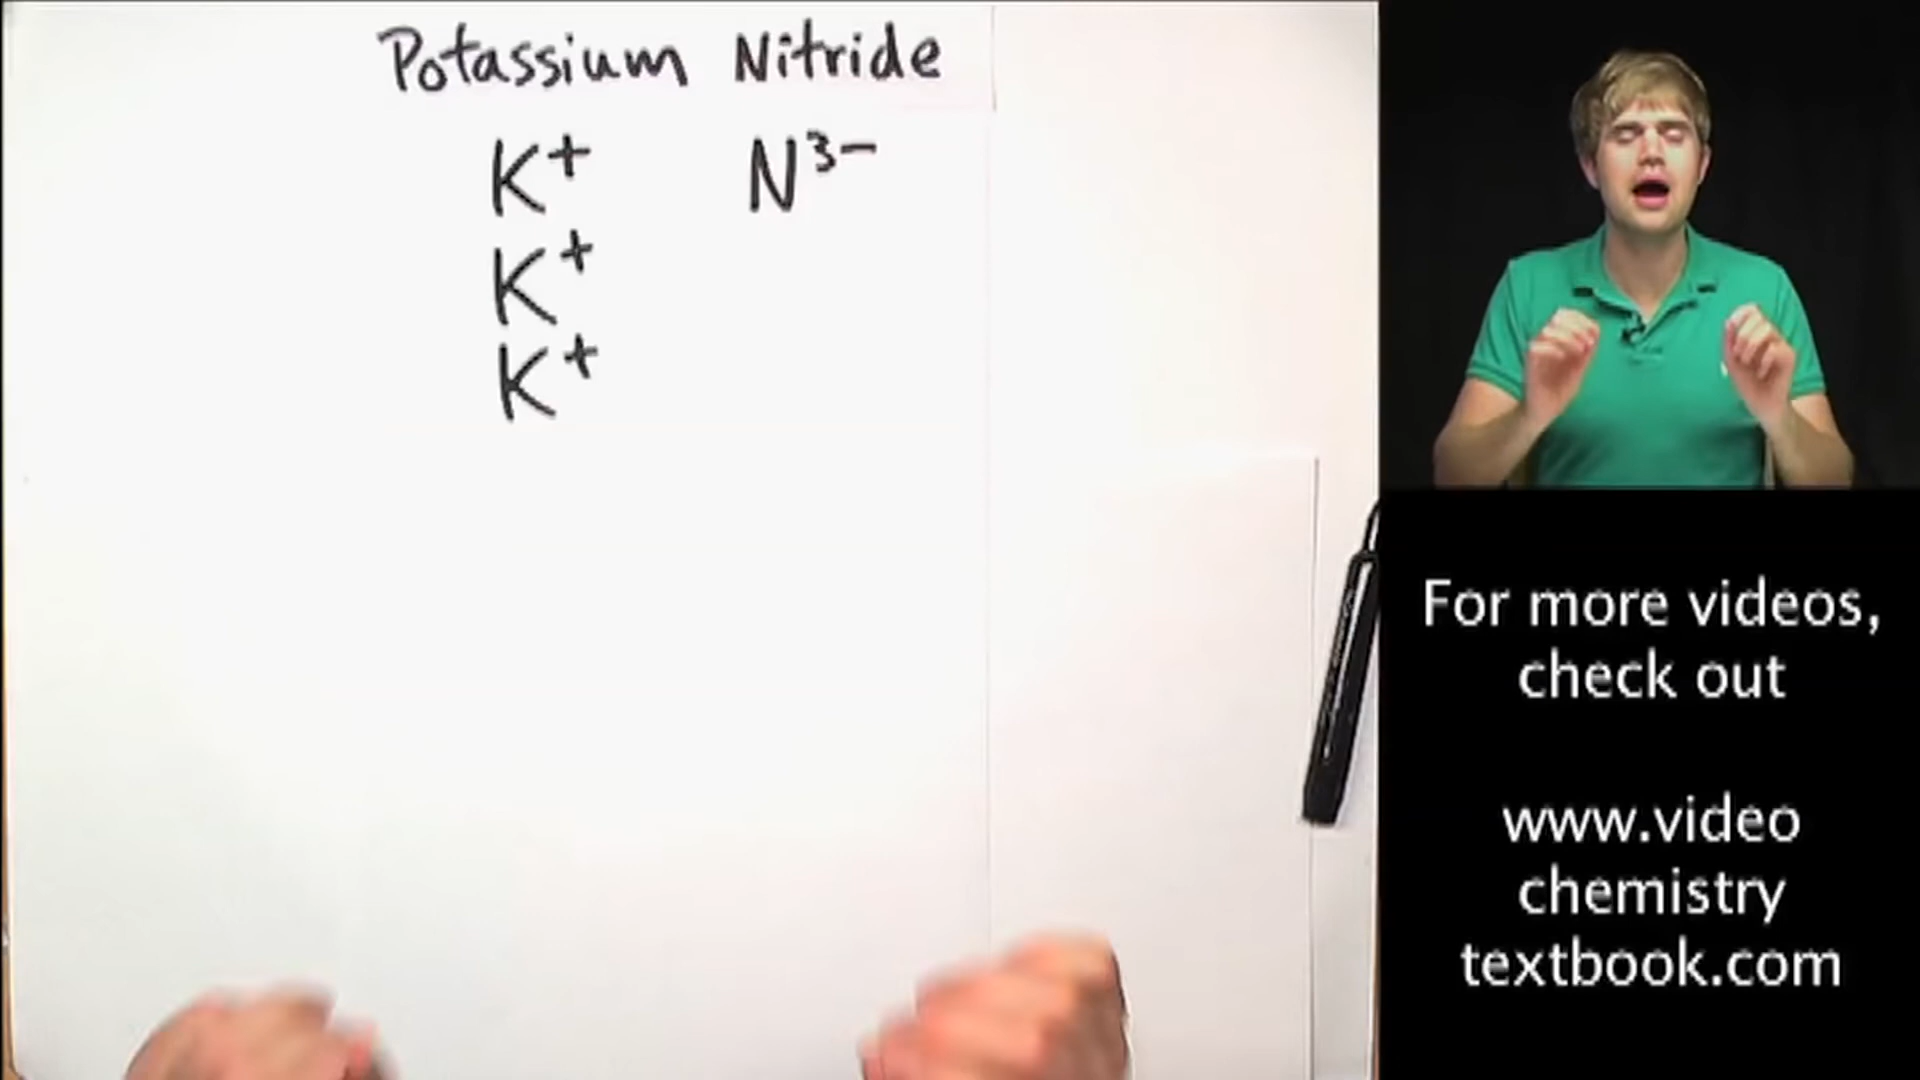 Potassium Nitride
K⁺ N³⁻
K⁺
K⁺
For more videos,
check out
www.video
chemistry
textbook.com